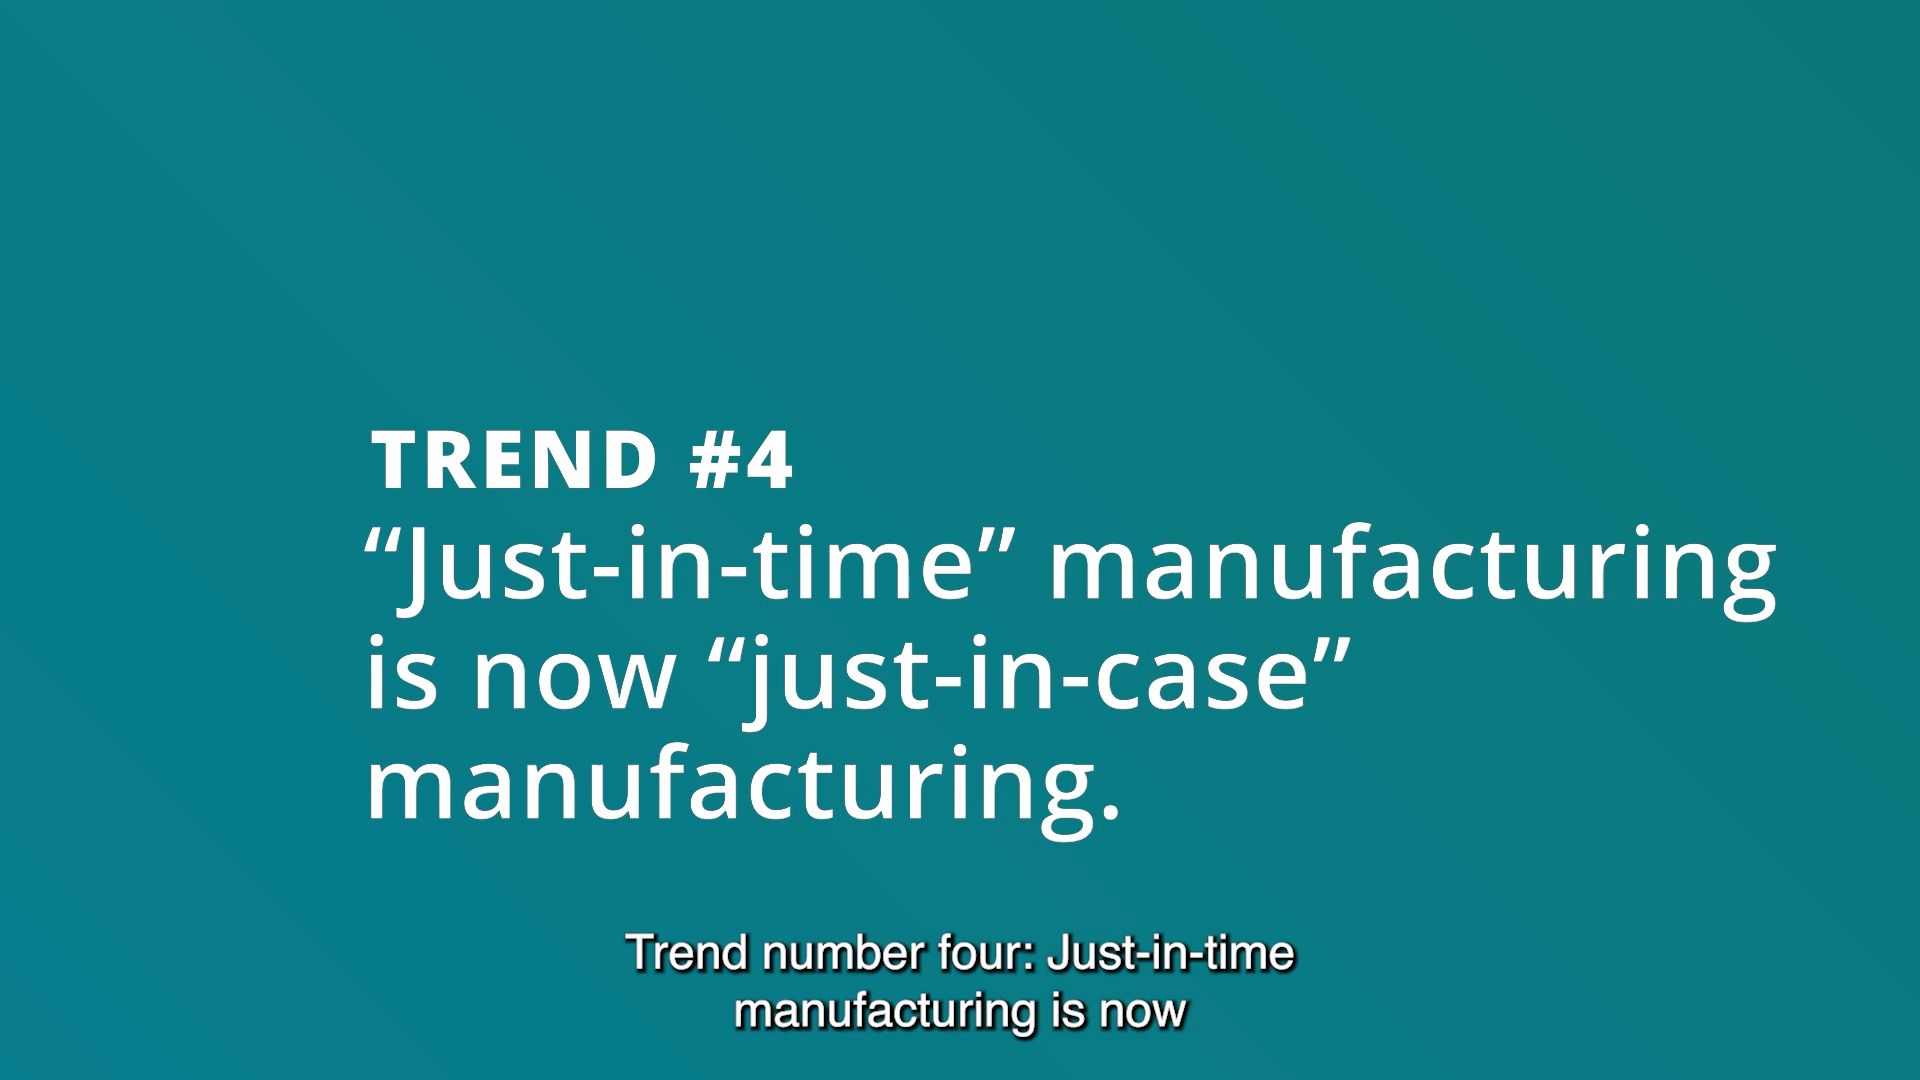 TREND #4
“Just-in-time” manufacturing
is now “just-in-case”
manufacturing.
Trend number four: Just-in-time
manufacturing is now